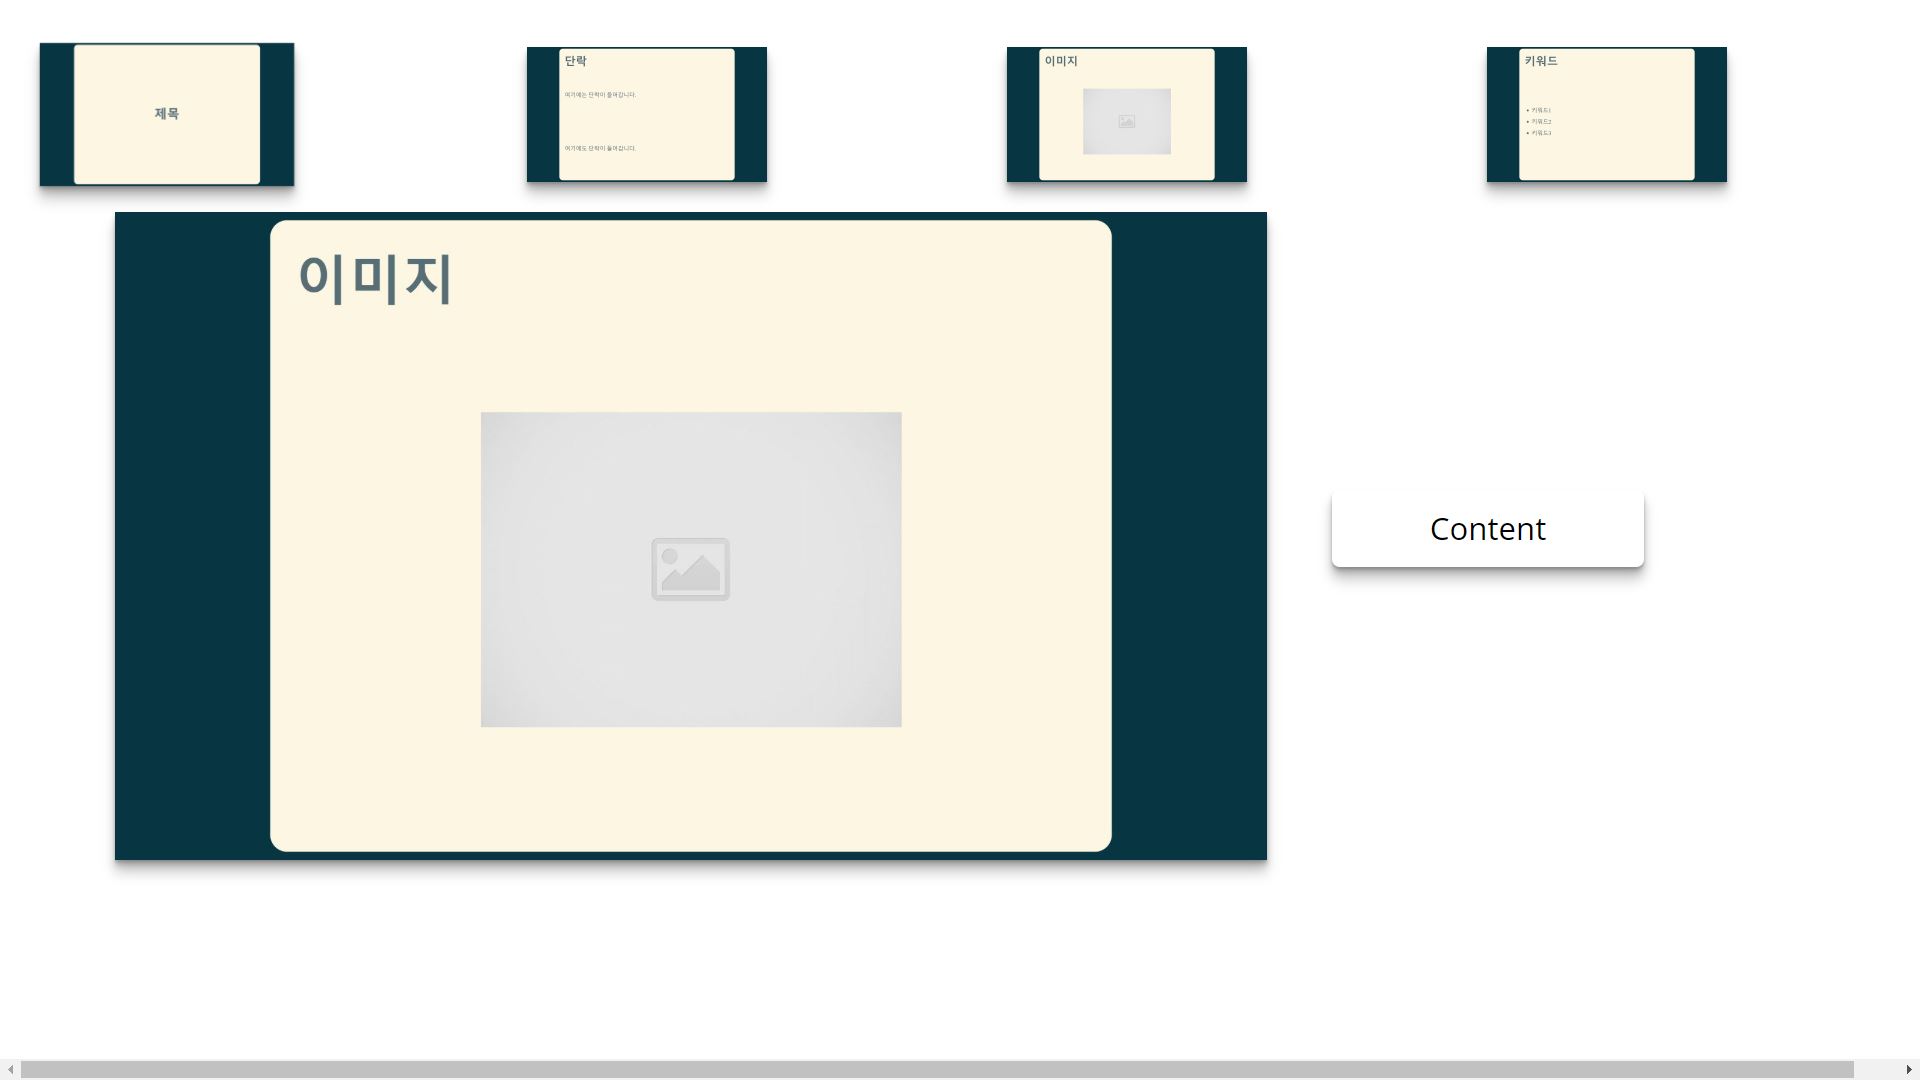 제목
단락
여기에는 단락이 들어갑니다.
여기에도 단락이 들어갑니다.
이미지
키워드
• 키워드1
• 키워드2
• 키워드3
이미지
Content